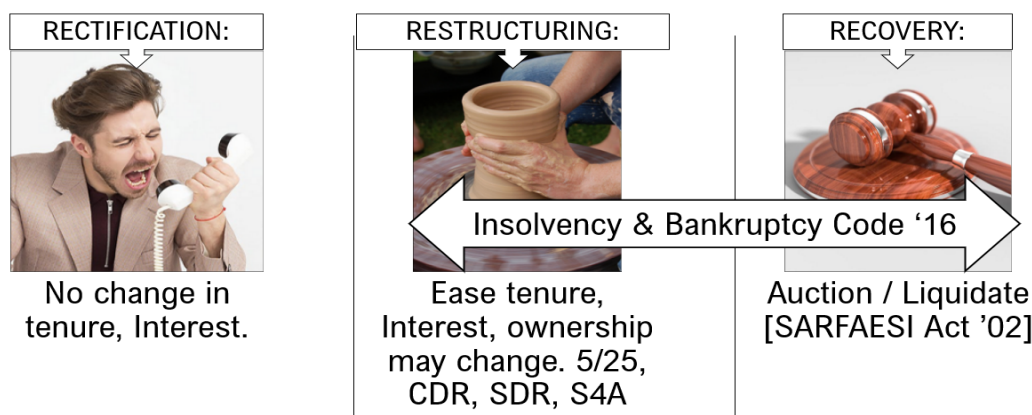 RECTIFICATION:
RESTRUCTURING:
RECOVERY:
Insolvency & Bankruptcy Code ‘16
No change in
tenure, Interest.
Ease tenure,
Interest, ownership
may change. 5/25,
CDR, SDR, S4A
Auction / Liquidate
[SARFAESI Act ’02]